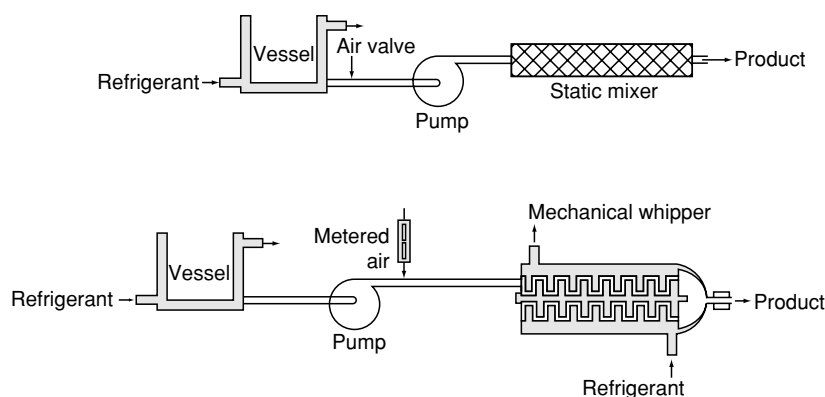 Vessel
Air valve
Refrigerant
Product
Static mixer
Pump
Mechanical whipper
Metered
air
Vessel
Refrigerant
Product
Pump
Refrigerant